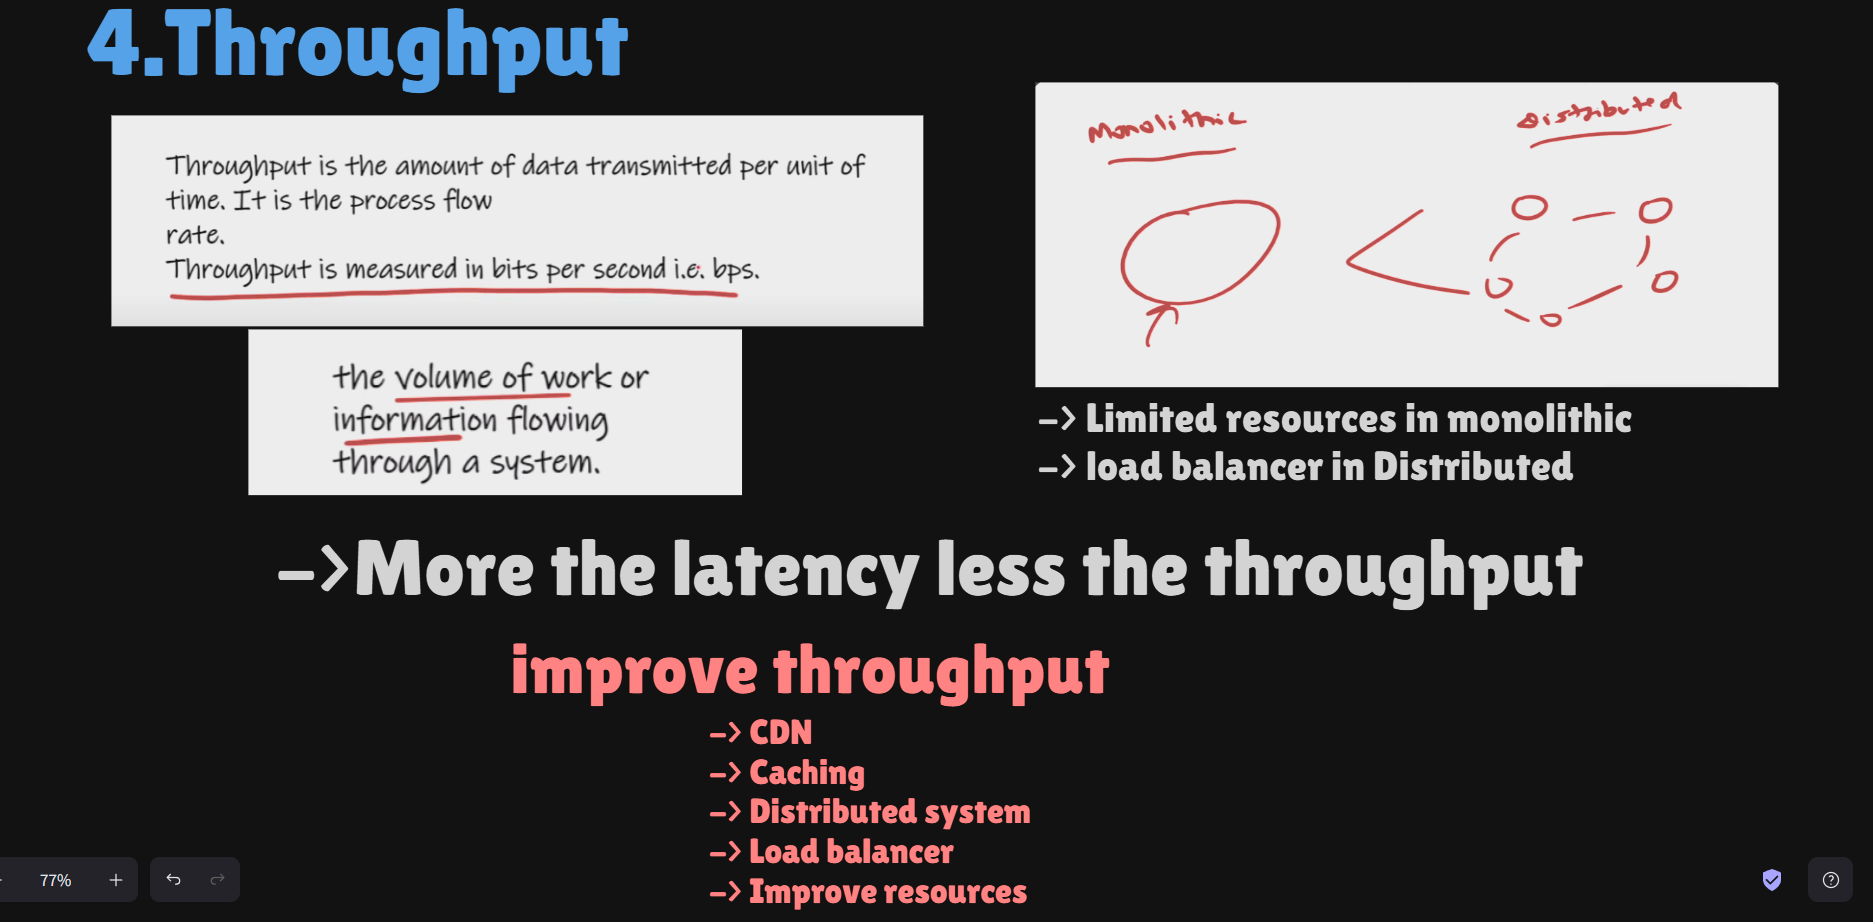 4.Throughput
Throughput is the amount of data transmitted per unit of
time. It is the process flow
rate.
Throughput is measured in bits per second i.e. bps.
the volume of work or
information flowing
through a system.
Monolithic
Distributed
-> Limited resources in monolithic
-> load balancer in Distributed
->More the latency less the throughput
improve throughput
-> CDN
-> Caching
-> Distributed system
-> Load balancer
-> Improve resources
77%